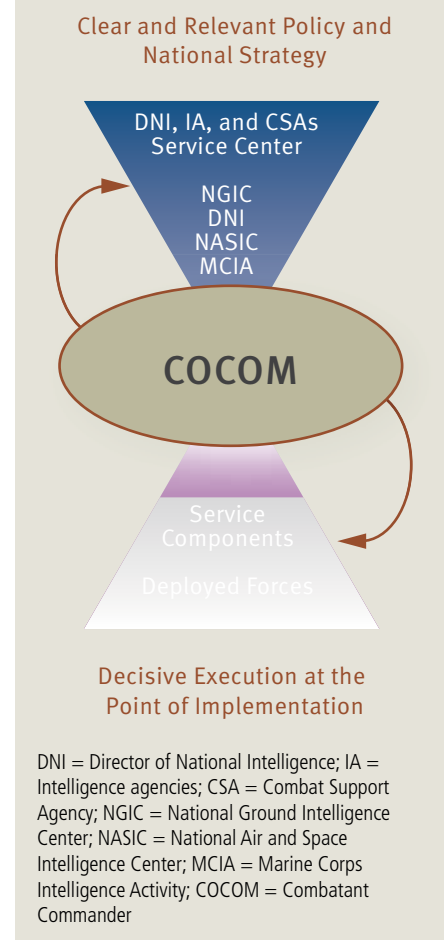 Clear and Relevant Policy and
National Strategy
DNI, IA, and CSAs
Service Center
NGIC
DNI
NASIC
MCIA
COCOM
Service
Components
Deployed Forces
Decisive Execution at the
Point of Implementation
DNI = Director of National Intelligence; IA =
Intelligence agencies; CSA = Combat Support
Agency; NGIC = National Ground Intelligence
Center; NASIC = National Air and Space
Intelligence Center; MCIA = Marine Corps
Intelligence Activity; COCOM = Combatant
Commander